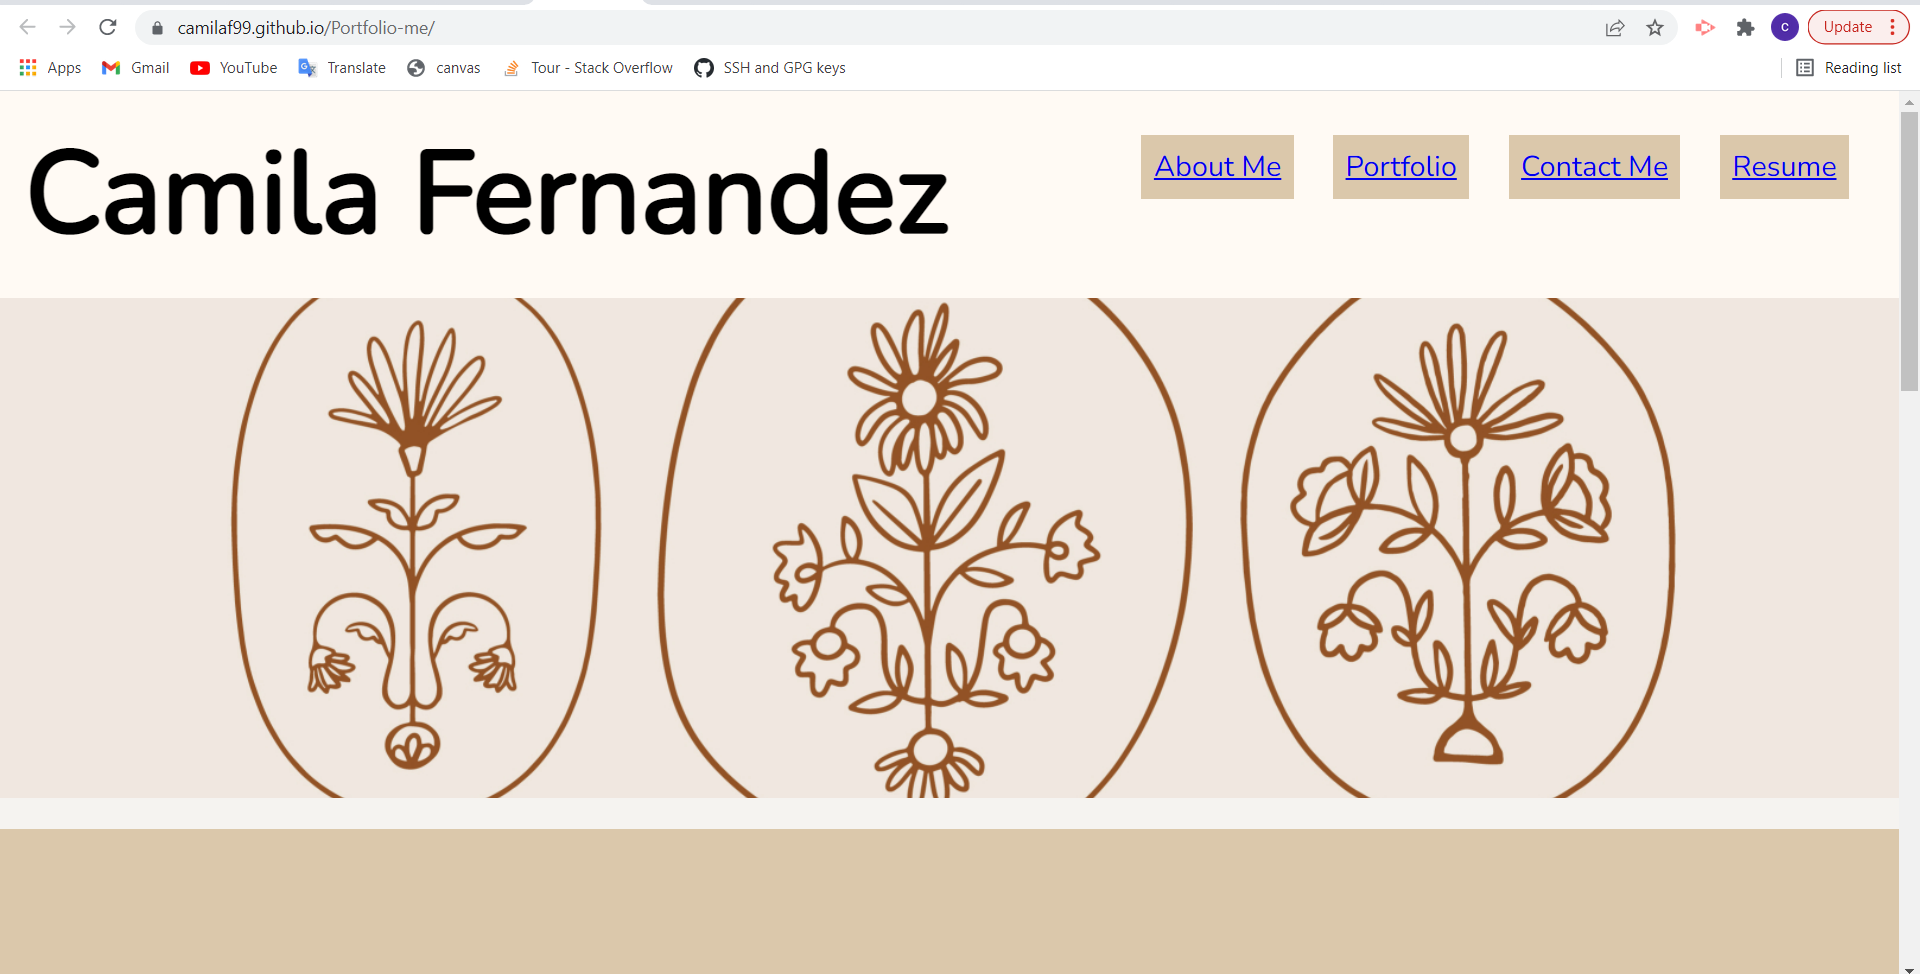 camilaf99.github.io/Portfolio-me/
c
Update
Apps
Gmail
YouTube
Translate
canvas
Tour - Stack Overflow
SSH and GPG keys
Reading list
Camila Fernandez
About Me
Portfolio
Contact Me
Resume